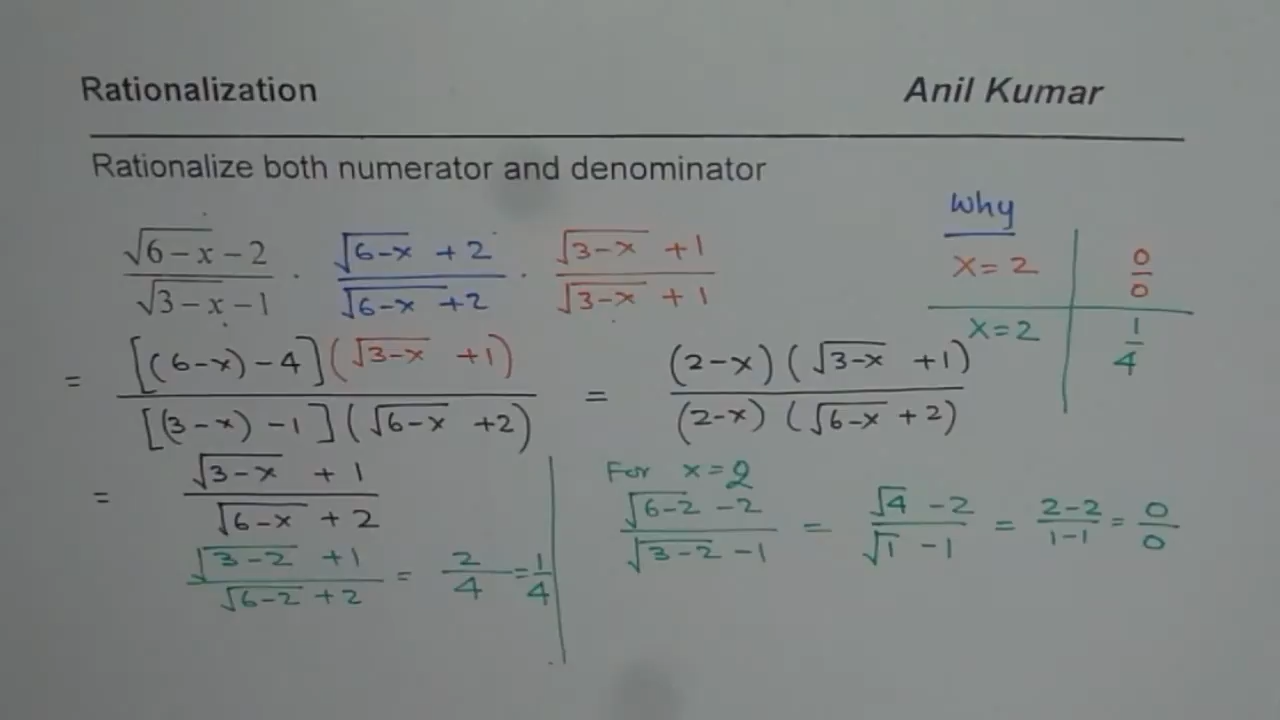 Rationalization Anil Kumar
Rationalize both numerator and denominator
Why
(√(6-x) - 2)/(√(3-x) - 1) · (√(6-x) + 2)/(√(6-x) + 2) · (√(3-x) + 1)/(√(3-x) + 1)
x = 2 | 0/0
x = 2 | 1/4
= [(6-x) - 4](√(3-x) + 1)/[(3-x) - 1](√(6-x) + 2) = (2-x)(√(3-x) + 1)/(2-x)(√(6-x) + 2)
= (√(3-x) + 1)/(√(6-x) + 2)
(√(3-2) + 1)/(√(6-2) + 2) = 2/4 = 1/4
For x = 2
(√(6-2) - 2)/(√(3-2) - 1) = (√4 - 2)/(√1 - 1) = (2-2)/(1-1) = 0/0